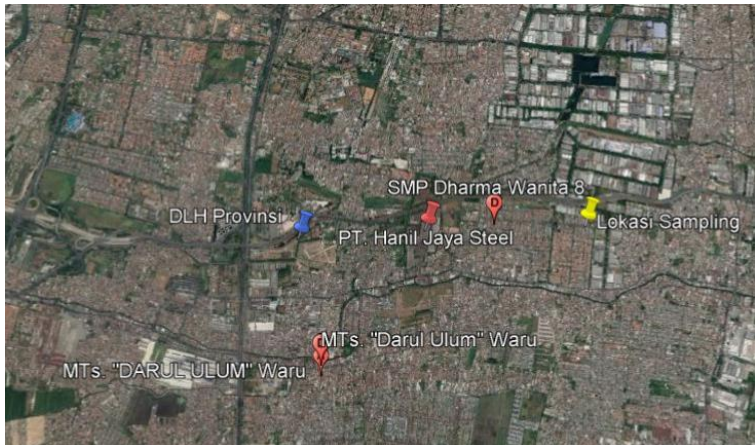 SMP Dharma Wanita 8
DLH Provinsi
D
Lokasi Sampling
PT. Hanil Jaya Steel
MTs. "Darul Ulum" Waru
MTs. "DARUL ULUM" Waru